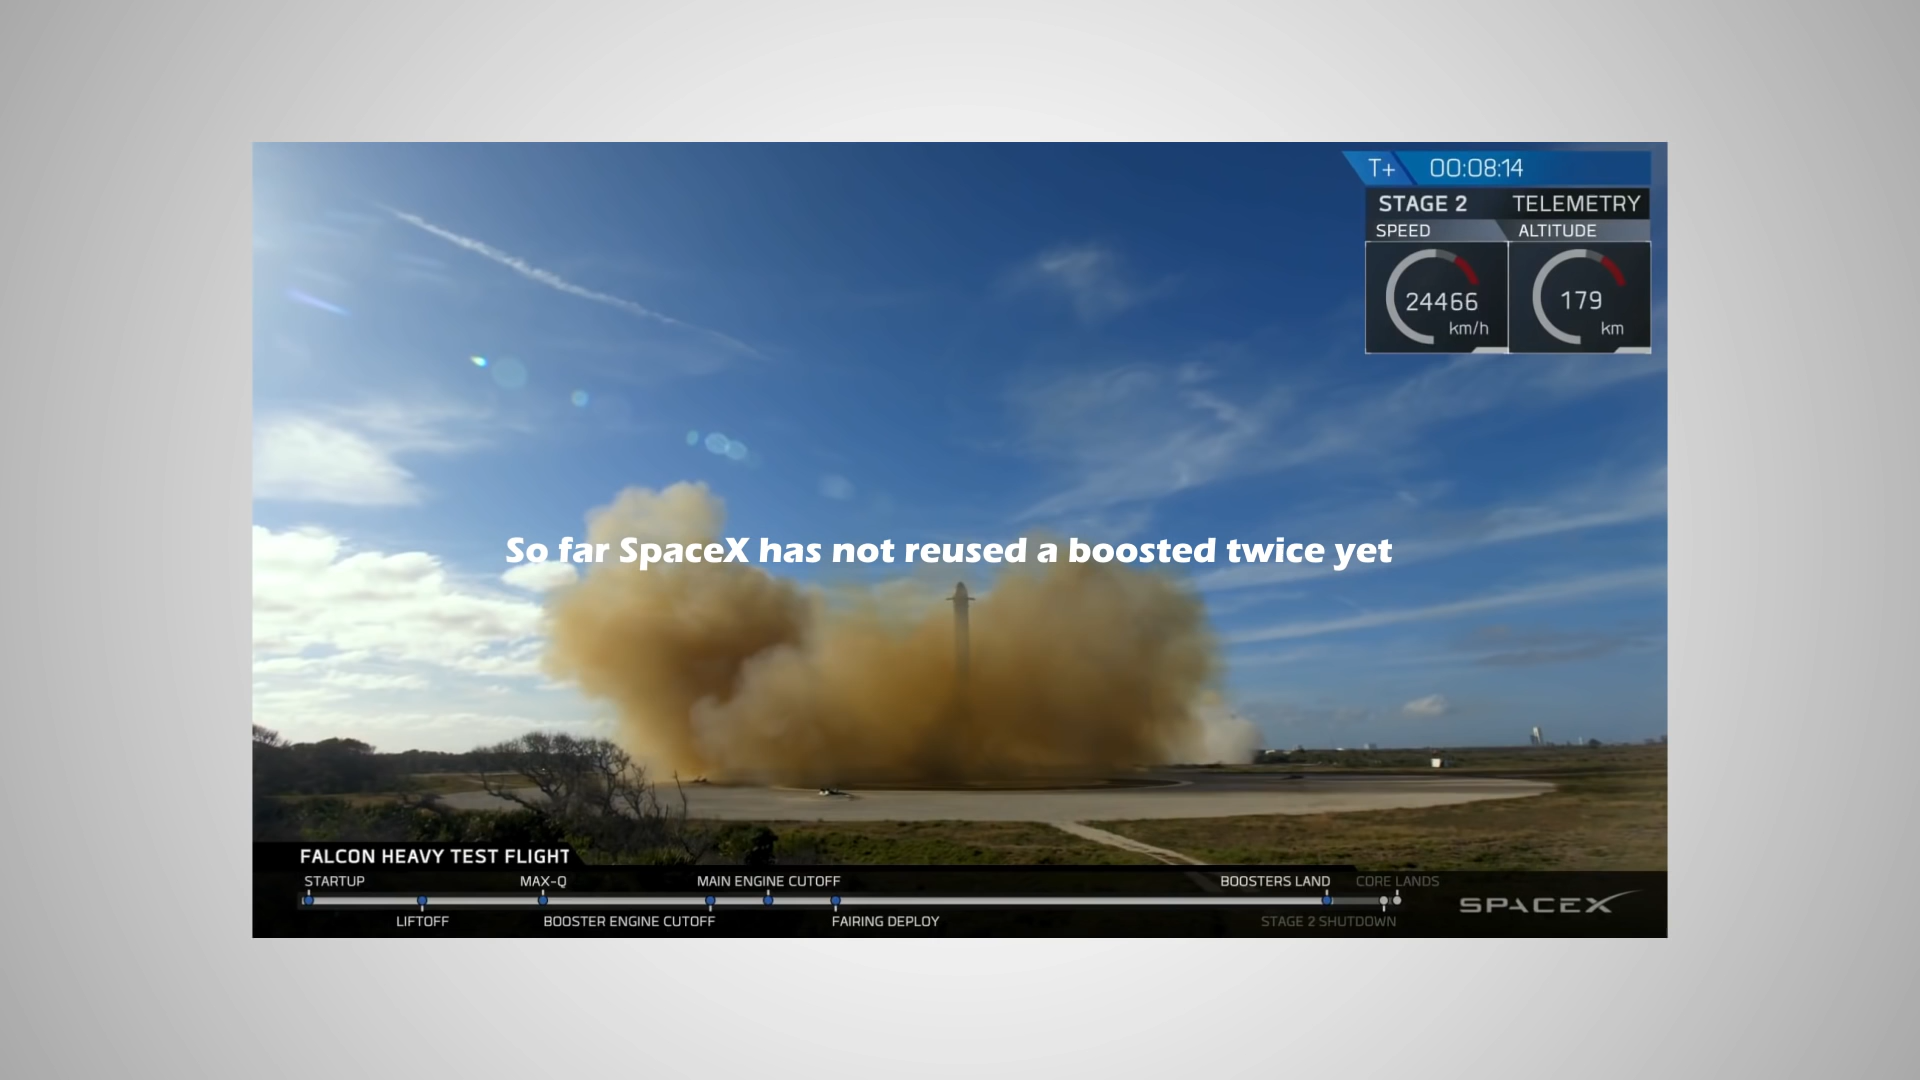 T+ 00:08:14
STAGE 2 TELEMETRY
SPEED ALTITUDE
24466 179
km/h km
So far SpaceX has not reused a boosted twice yet
FALCON HEAVY TEST FLIGHT
STARTUP MAX-Q MAIN ENGINE CUTOFF BOOSTERS LAND CORE LANDS
SPACEX
LIFTOFF BOOSTER ENGINE CUTOFF FAIRING DEPLOY STAGE 2 SHUTDOWN